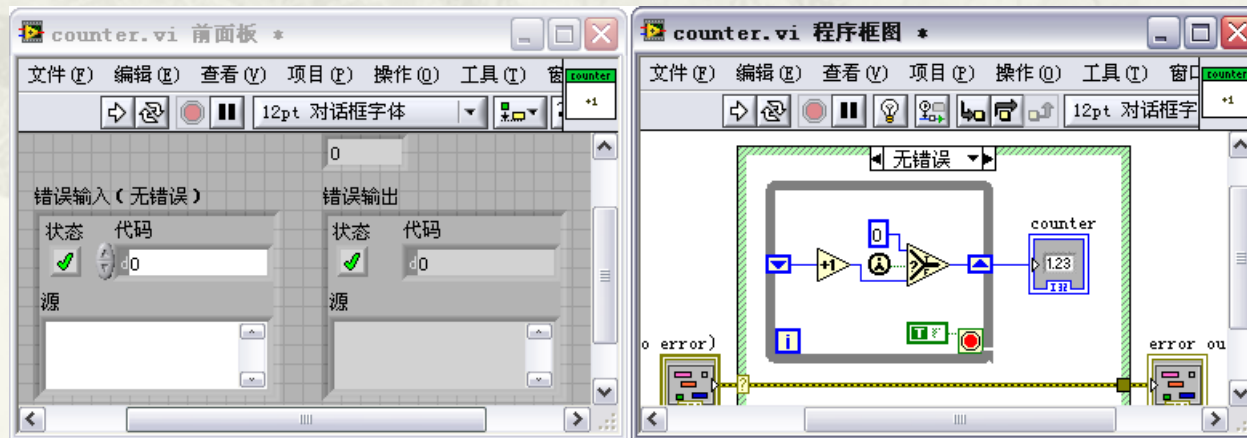 counter.vi 前面板 *
文件(F) 编辑(E) 查看(V) 项目(P) 操作(O) 工具(T) 窗
counter
+1
12pt 对话框字体
0
错误输入(无错误)
错误输出
状态 代码
d0
源
状态 代码
d0
源
counter.vi 程序框图 *
文件(F) 编辑(E) 查看(V) 项目(P) 操作(O) 工具(T) 窗口
counter
+1
12pt 对话框字
无错误
counter
0
+1
?
F
1.23
I32
T F
i
o error)
error ou
?